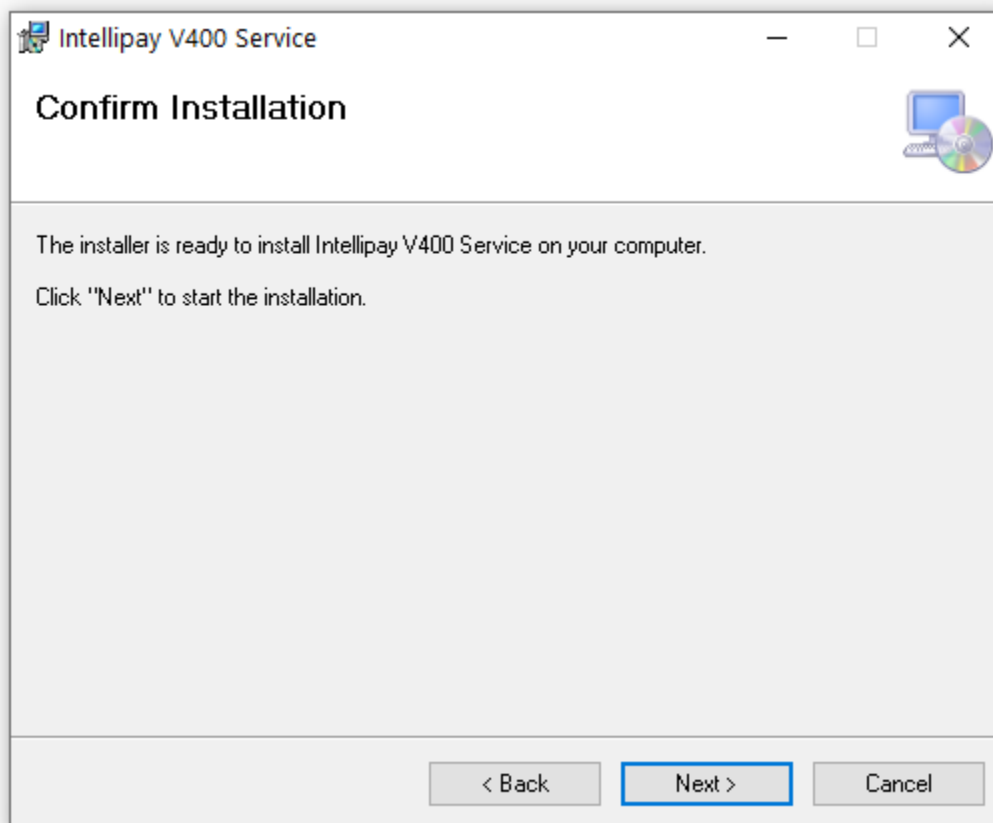 Intellipay V400 Service
Confirm Installation
The installer is ready to install Intellipay V400 Service on your computer.
Click "Next" to start the installation.
< Back
Next >
Cancel